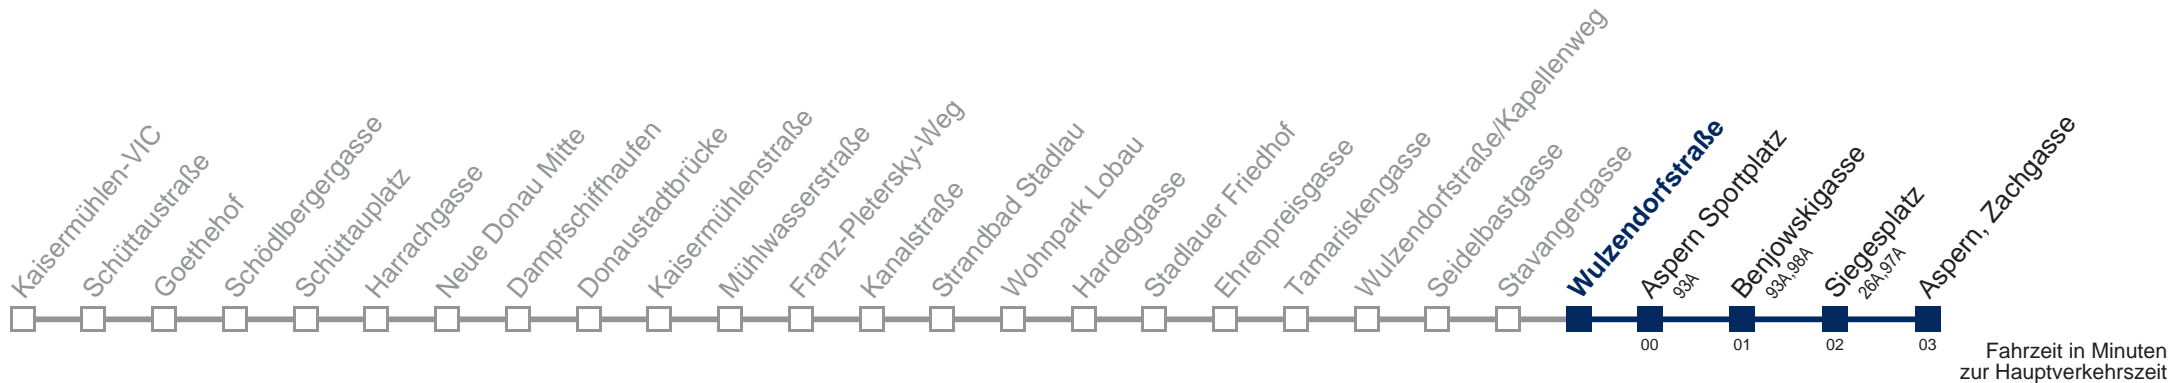 Kaisermühlen-VIC
Schüttaustraße
Goethehof
Schödlbergergasse
Schüttauplatz
Harrachgasse
Neue Donau Mitte
Dampfschiffhaufen
Donaustadtbrücke
Kaisermühlenstraße
Mühlwasserstraße
Franz-Pletersky-Weg
Kanalstraße
Strandbad Stadlau
Wohnpark Lobau
Hardeggasse
Stadlauer Friedhof
Ehrenpreisgasse
Tamariskengasse
Wulzendorfstraße/Kapellenweg
Seidelbastgasse
Stavangergasse
Wulzendorfstraße
Aspern Sportplatz
93A
Benjowskigasse
93A,98A
Siegesplatz
26A,97A
Aspern, Zachgasse
00
01
02
03
Fahrzeit in Minuten
zur Hauptverkehrszeit